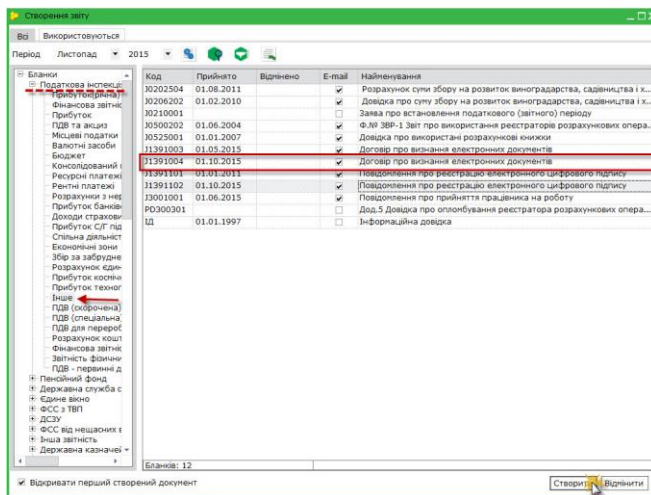 Створення звіту
Всі Використовуються
Період Листопад 2015
Бланки
Податкова інспекція
Прибуток(річна)
Фінансова звітніс
Прибуток
ПДВ та акциз
Місцеві податки
Валютні засоби
Бюджет
Консолідований
Ресурсні платежі
Рентні платежі
Розрахунки з нер
Прибуток банків
Доходи страхови
Прибуток С/Г під
Спільна діяльніст
Економічні зони
Збір за забрудне
Розрахунок єдин
Прибуток косміч
Прибуток техног
Інше
ПДВ (скорочена)
ПДВ (спеціальна)
ПДВ для перероб
Розрахунок кошт
Фінансова звітніс
Звітність фізични
ПДВ - первинні д
Пенсійний фонд
Державна служба с
Єдине вікно
ФСС з ТВП
ДСЗУ
ФСС від нещасних в
Інша звітність
Державна казначей
Код Прийнято Відмінено E-mail Найменування
J0202504 01.08.2011 Розрахунок суми збору на розвиток виноградарства, садівництва і х...
J0206202 01.02.2010 Довідка про суму збору на розвиток виноградарства, садівництва і х...
J0210001 Заява про встановлення податкового (звітного) періоду
J0500202 01.06.2004 Ф.№ ЗВР-1 Звіт про використання реєстраторів розрахункових опера...
J0525001 01.01.2007 Довідка про використані розрахункові книжки
J1391003 01.05.2015 Договір про визнання електронних документів
J1391004 01.10.2015 Договір про визнання електронних документів
J1391101 01.01.2011 Повідомлення про реєстрацію електронного цифрового підпису
J1391102 01.10.2015 Повідомлення про реєстрацію електронного цифрового підпису
J3001001 01.06.2015 Повідомлення про прийняття працівника на роботу
PD300301 Дод.5 Довідка про опломбування реєстратора розрахункових опера...
ІД 01.01.1997 Інформаційна довідка
Бланків: 12
Відкривати перший створений документ
Створити Відмінити